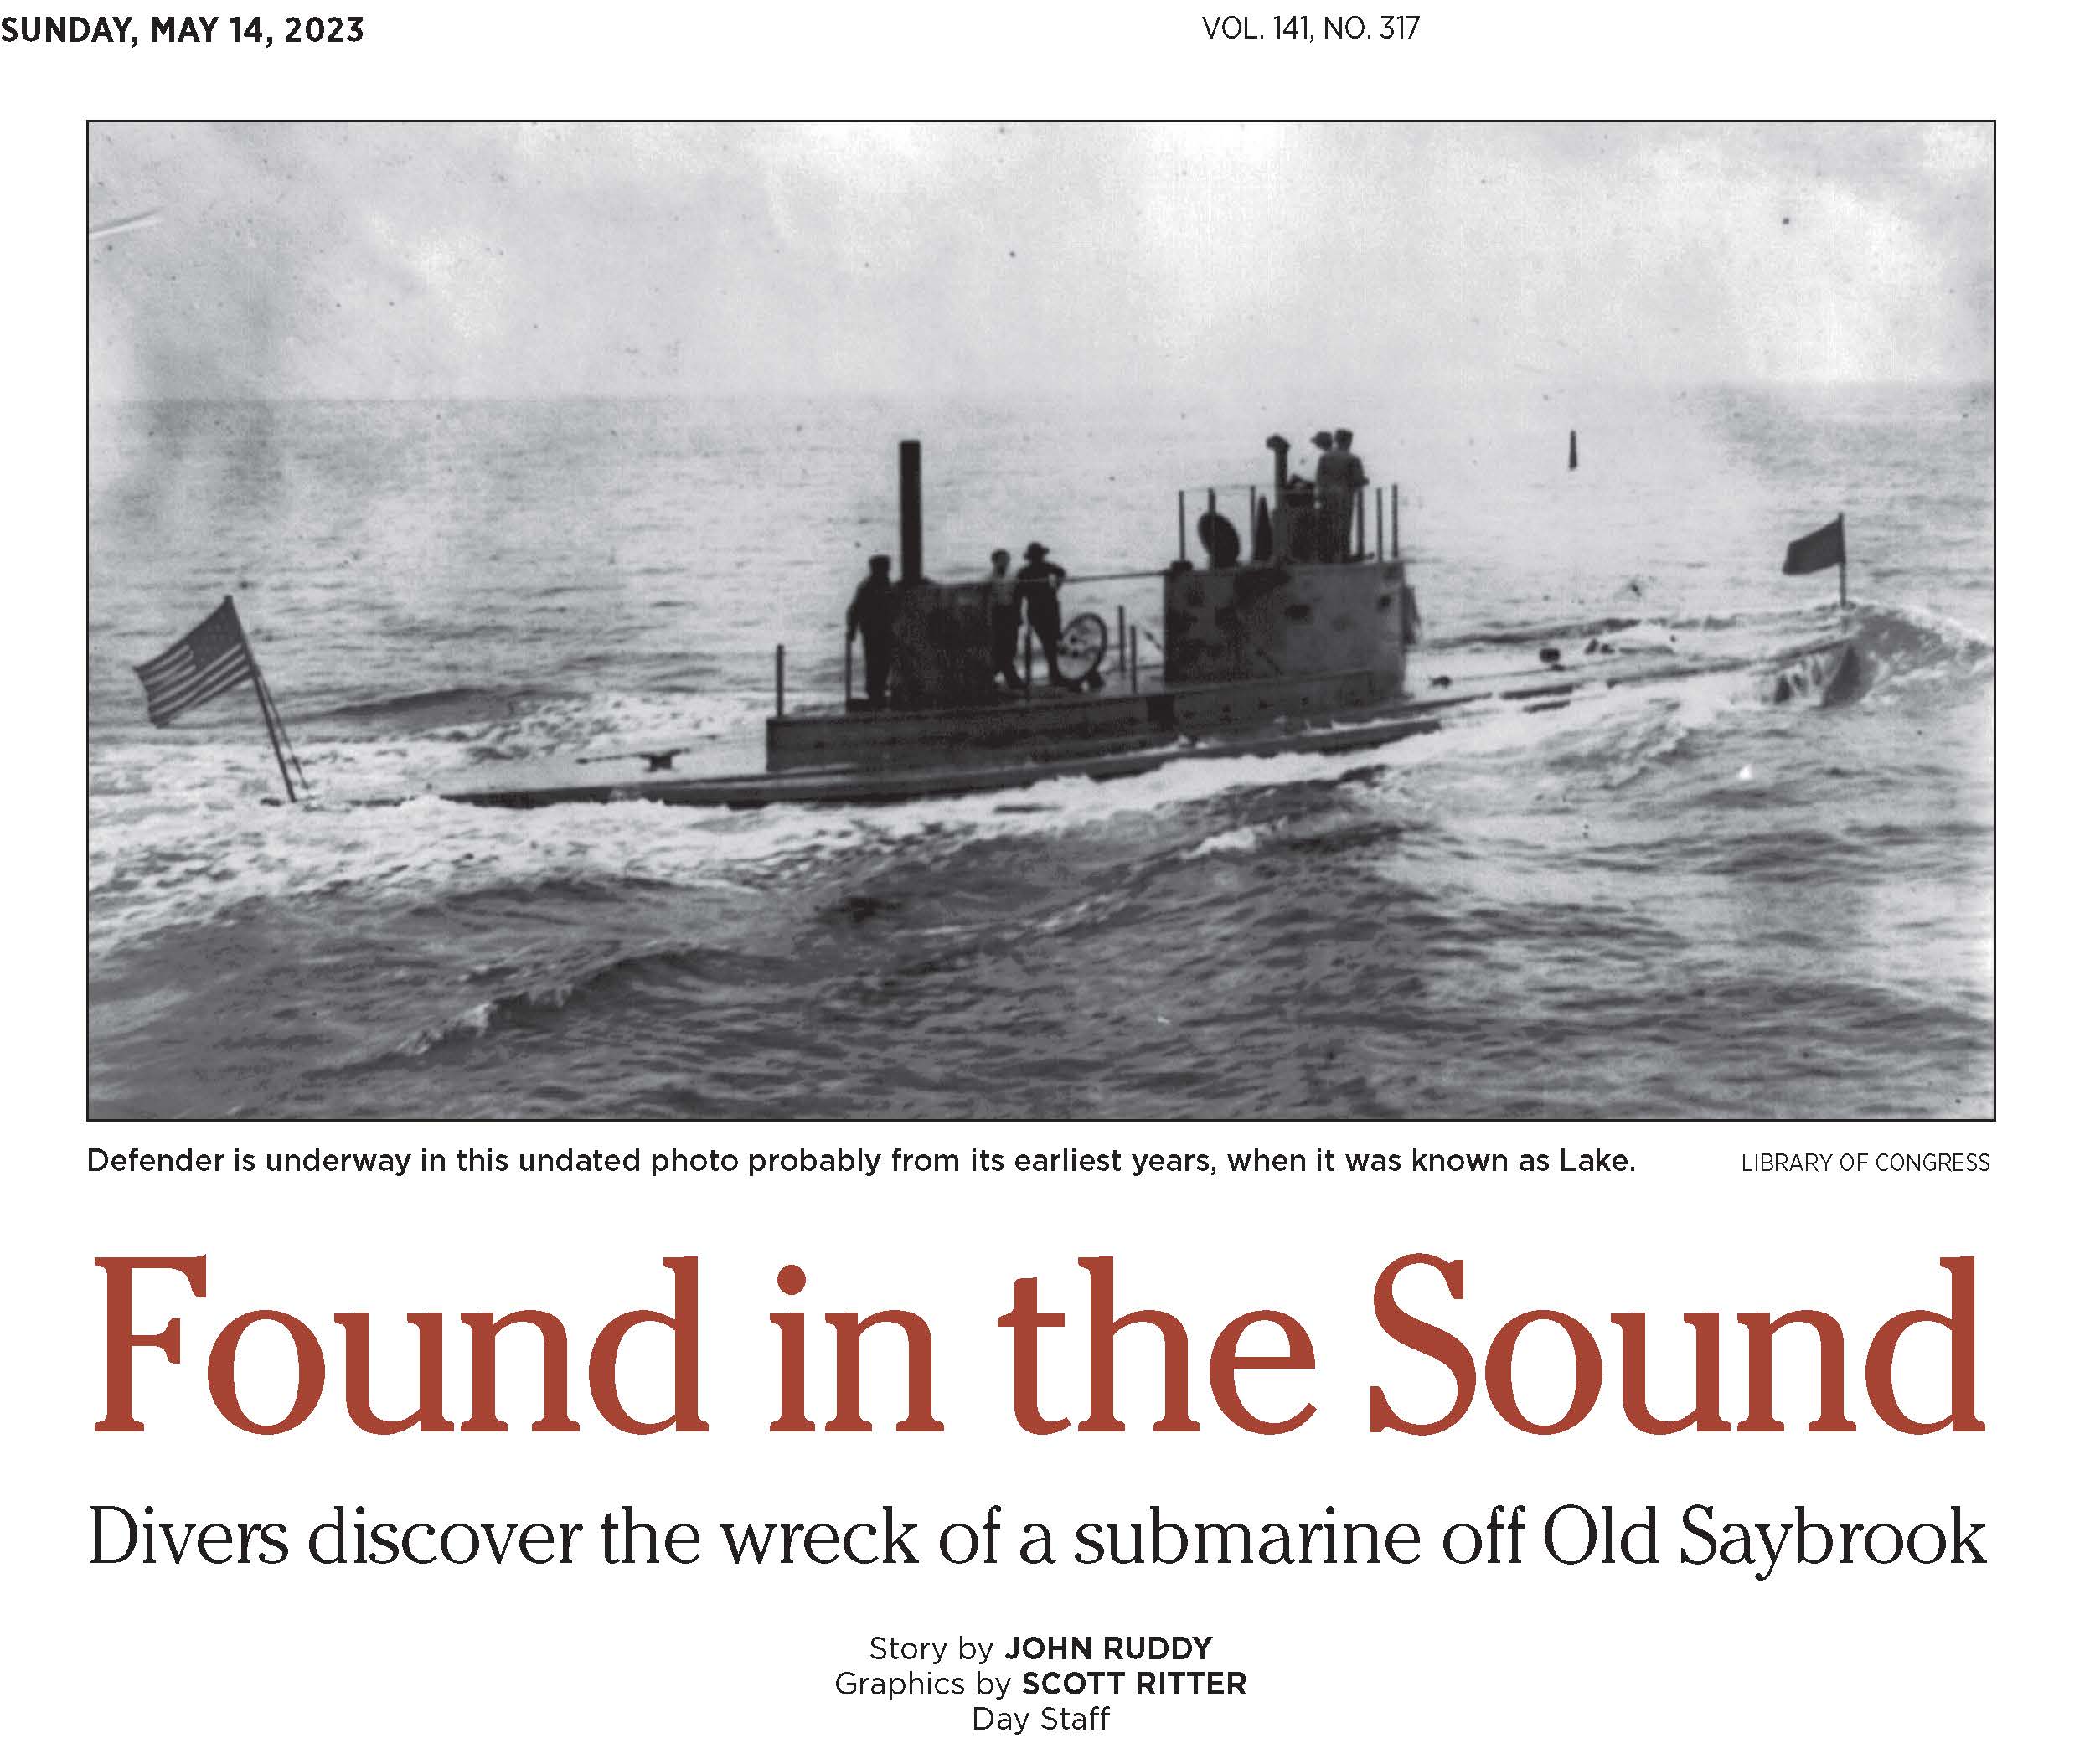 SUNDAY, MAY 14, 2023
VOL. 141, NO. 317
Defender is underway in this undated photo probably from its earliest years, when it was known as Lake.
LIBRARY OF CONGRESS
Found in the Sound
Divers discover the wreck of a submarine off Old Saybrook
Story by JOHN RUDDY
Graphics by SCOTT RITTER
Day Staff